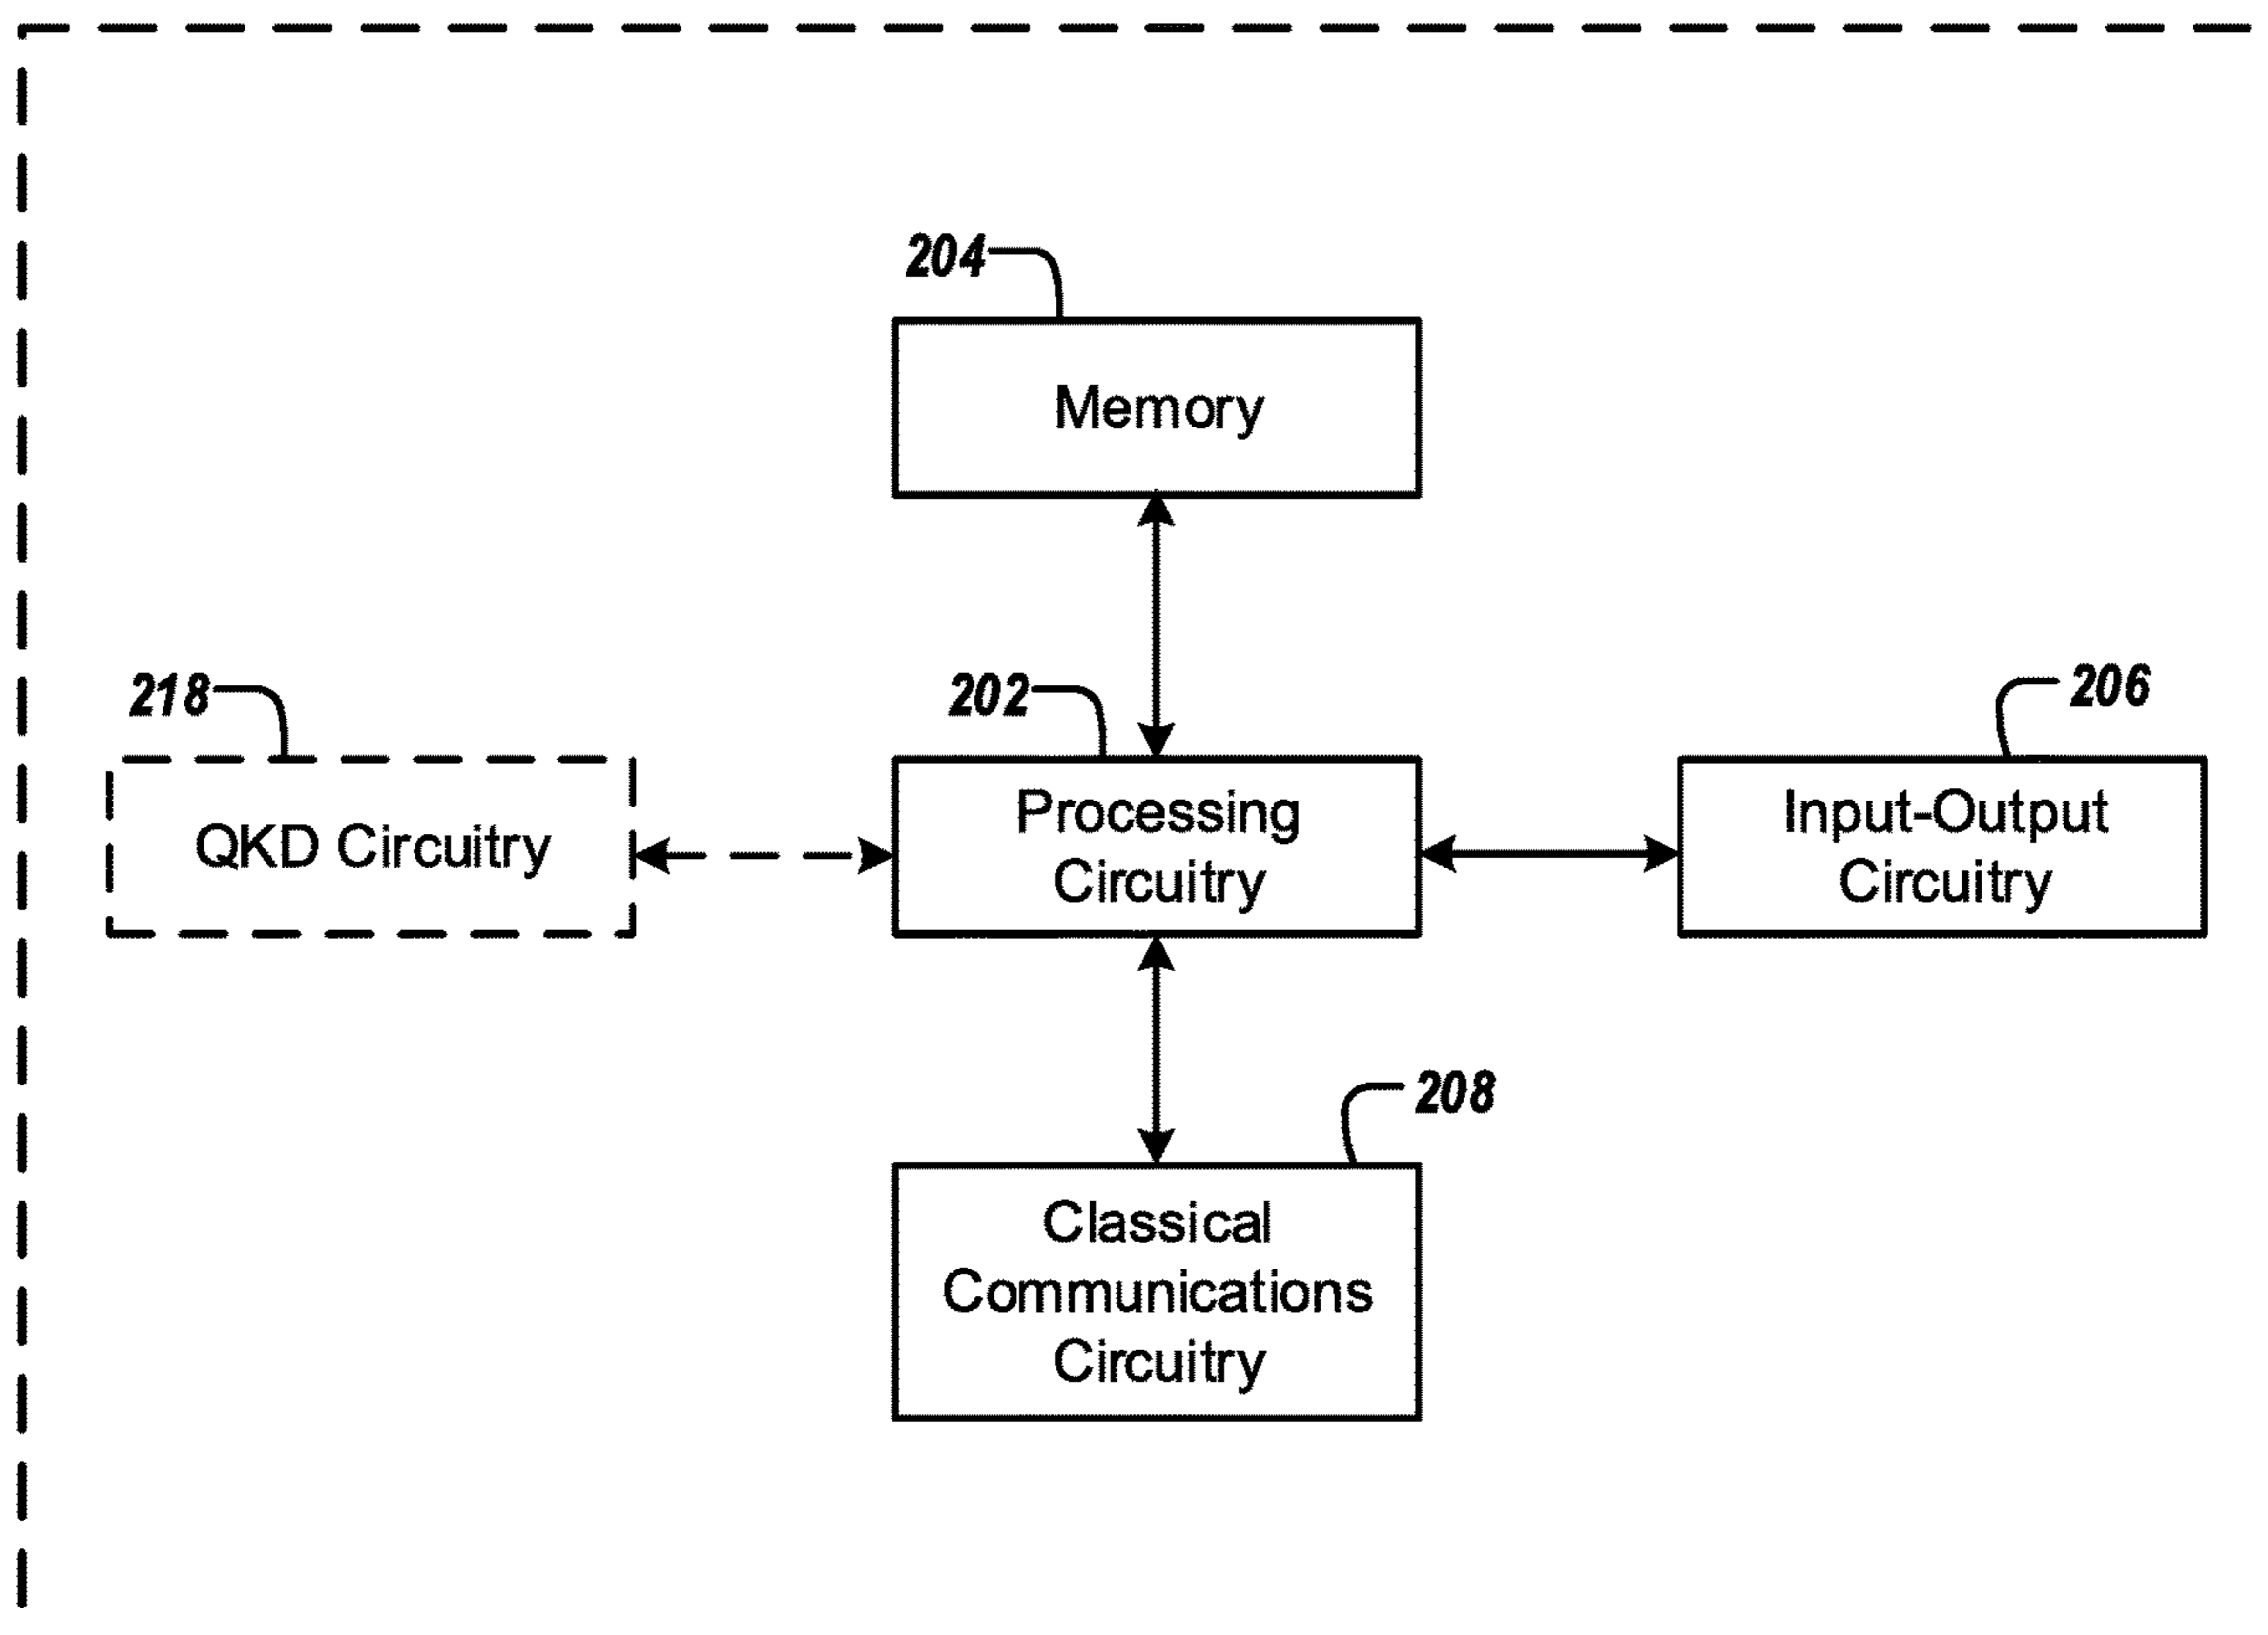 204
Memory
218
202
206
QKD Circuitry
Processing
Circuitry
Input-Output
Circuitry
208
Classical
Communications
Circuitry